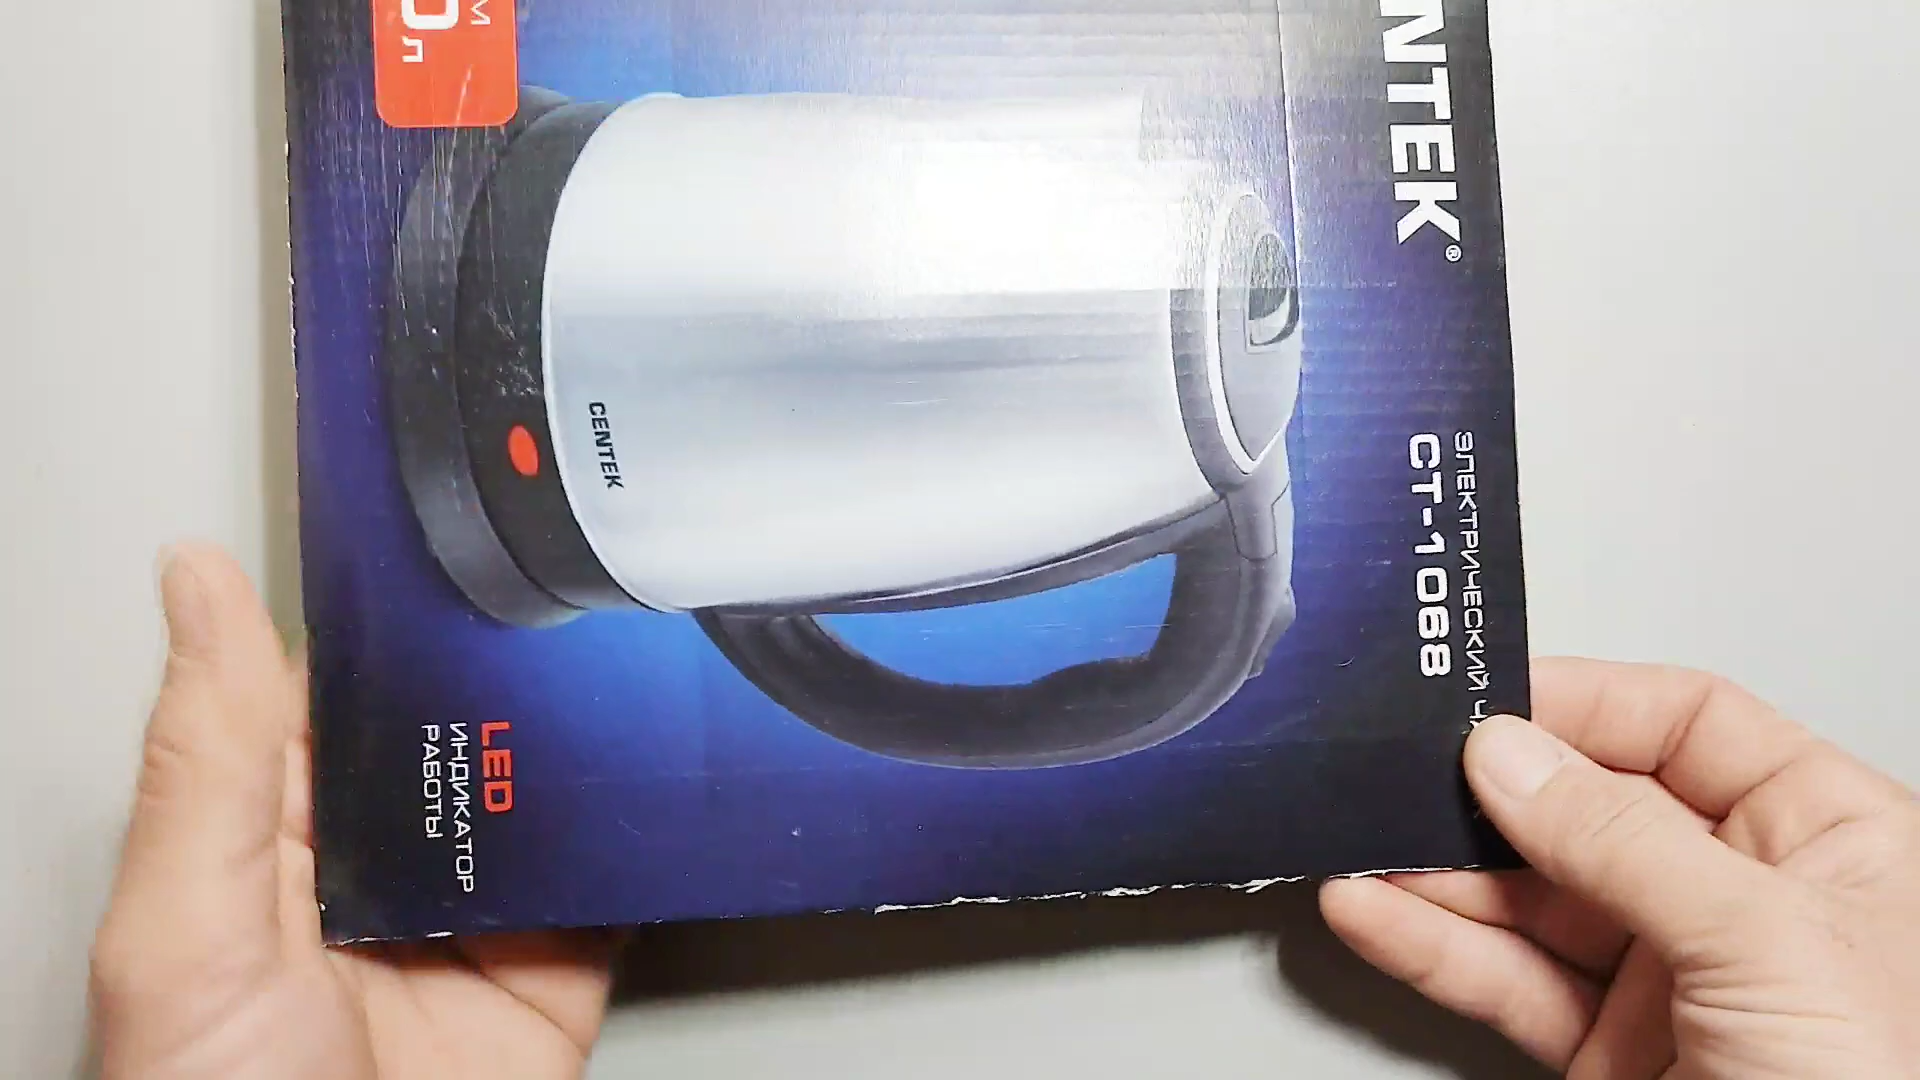 NTEK®
ЭЛЕКТРИЧЕСКИЙ
CT-1068
CENTEK
LED
ИНДИКАТОР
РАБОТЫ